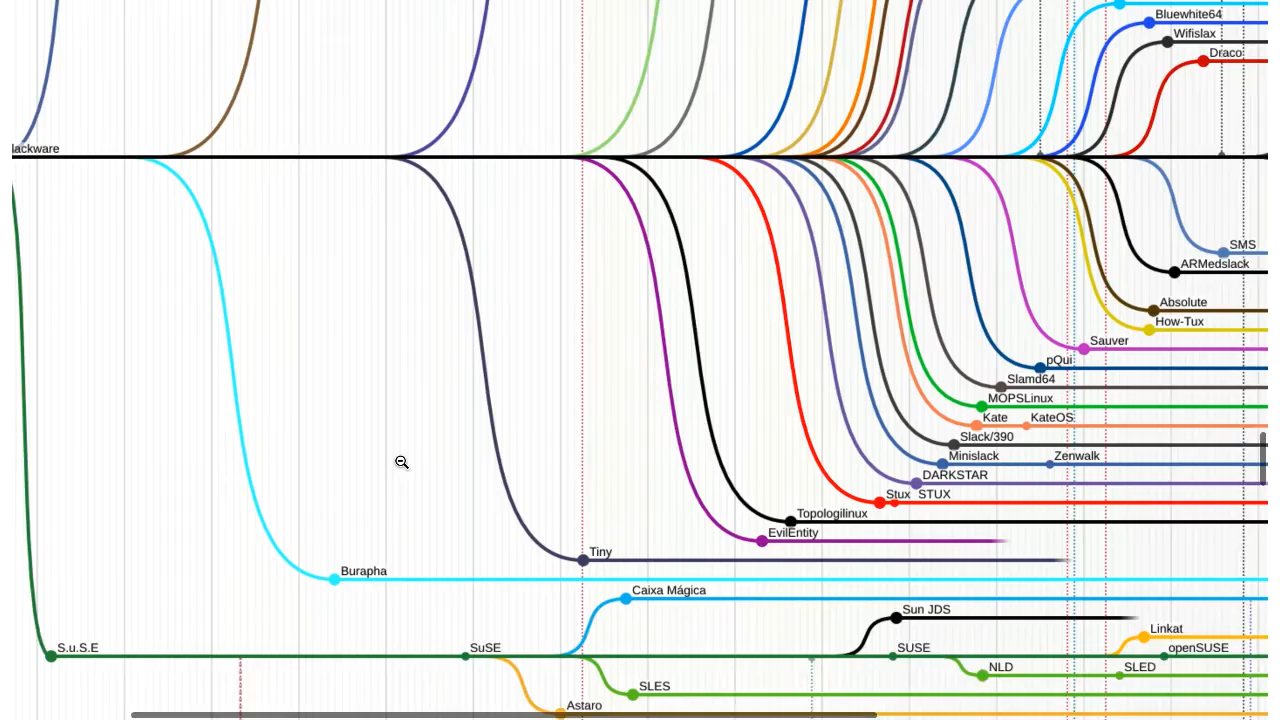 Bluewhite64
Wifislax
Draco
lackware
SMS
ARMedslack
Absolute
How-Tux
Sauver
pQui
Slamd64
MOPSLinux
Kate KateOS
Slack/390
Minislack Zenwalk
DARKSTAR
Stux STUX
Topologilinux
EvilEntity
Tiny
Burapha
Caixa Mágica
Sun JDS
Linkat
S.u.S.E SuSE SUSE openSUSE
NLD SLED
SLES
Astaro